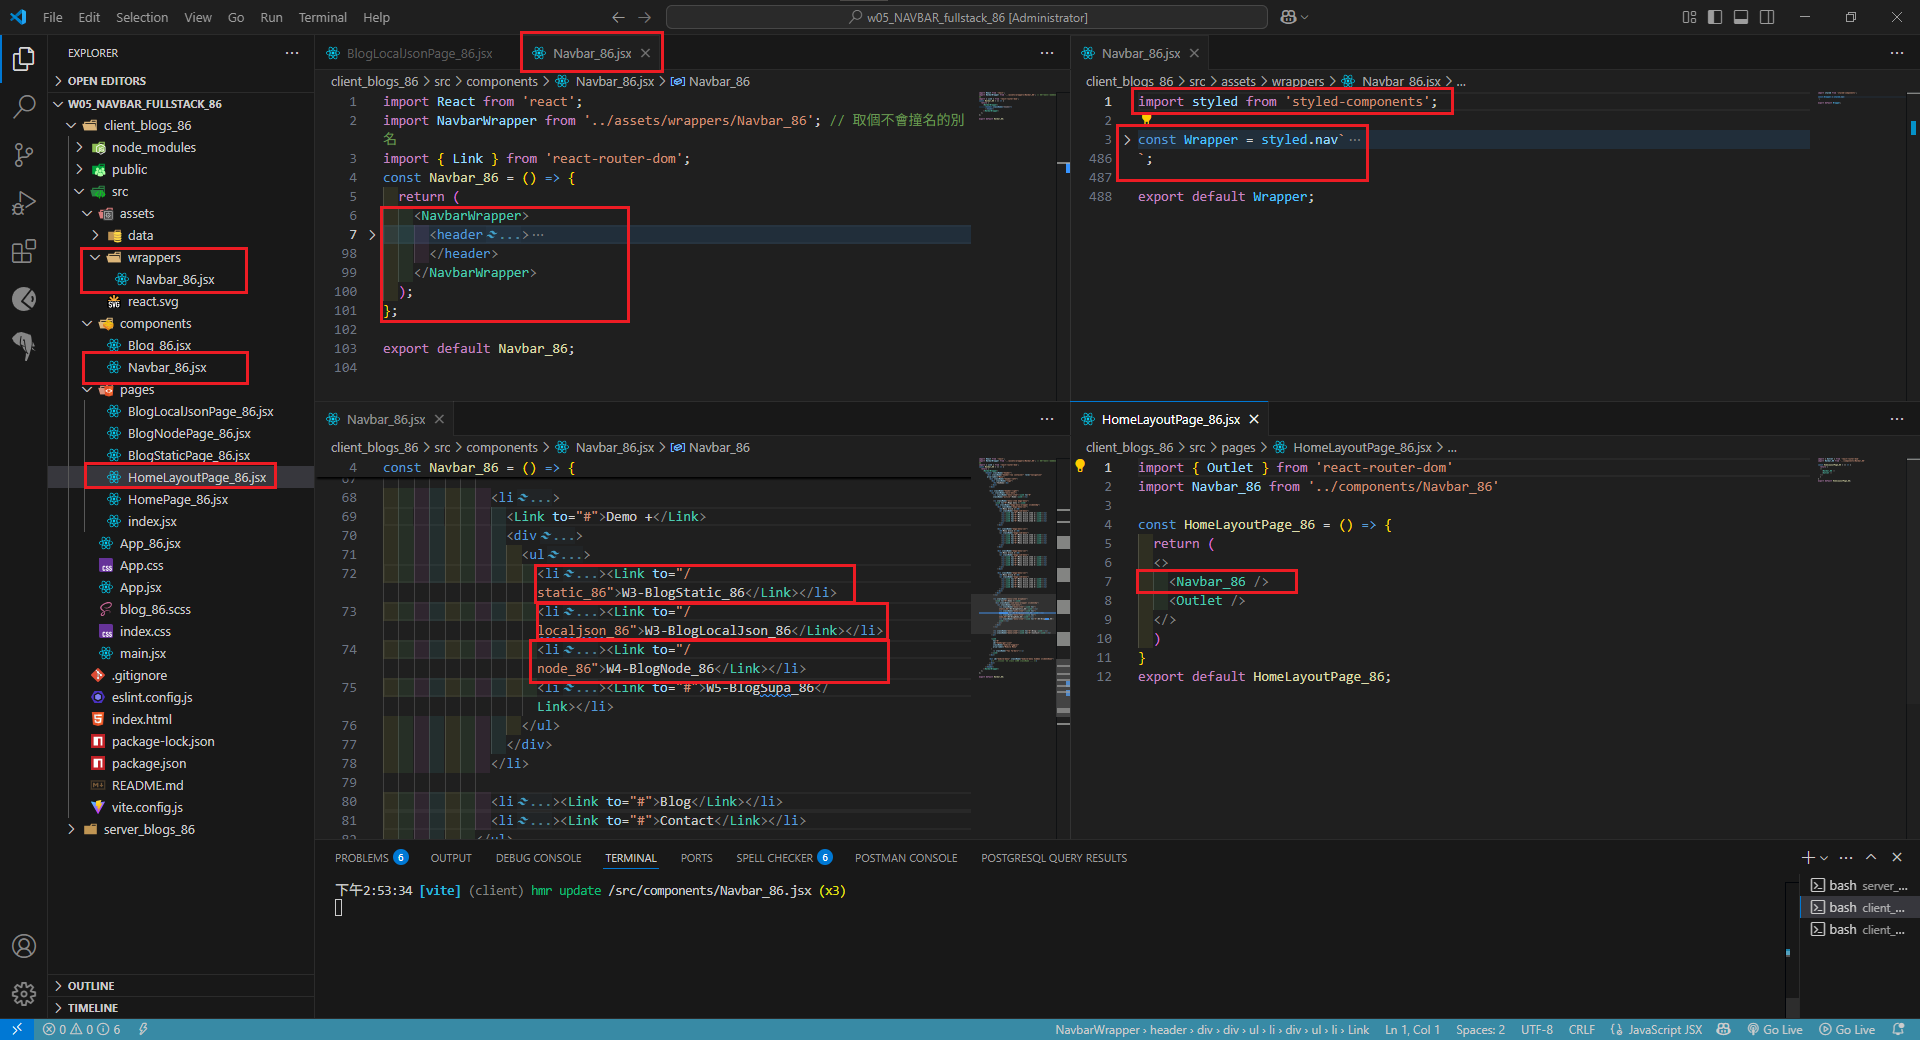 File Edit Selection View Go Run Terminal Help
w05_NAVBAR_fullstack_86 [Administrator]
EXPLORER
OPEN EDITORS
W05_NAVBAR_FULLSTACK_86
client_blogs_86
node_modules
public
src
assets
data
wrappers
Navbar_86.jsx
react.svg
components
Blog_86.jsx
Navbar_86.jsx
pages
BlogLocalJsonPage_86.jsx
BlogNodePage_86.jsx
BlogStaticPage_86.jsx
HomeLayoutPage_86.jsx
HomePage_86.jsx
index.jsx
App_86.jsx
App.css
App.jsx
blog_86.scss
index.css
main.jsx
.gitignore
eslint.config.js
index.html
package-lock.json
package.json
README.md
vite.config.js
server_blogs_86
OUTLINE
TIMELINE
BlogLocalJsonPage_86.jsx Navbar_86.jsx
client_blogs_86 > src > components > Navbar_86.jsx > Navbar_86
1 import React from 'react';
2 import NavbarWrapper from '../assets/wrappers/Navbar_86'; // 取個不會撞名的別
名
3 import { Link } from 'react-router-dom';
4 const Navbar_86 = () => {
5 return (
6 <NavbarWrapper>
7 <header ...> ···
98 </header>
99 </NavbarWrapper>
100 );
101 };
102
103 export default Navbar_86;
104
Navbar_86.jsx
client_blogs_86 > src > assets > wrappers > Navbar_86.jsx > ...
1 import styled from 'styled-components';
2
3 const Wrapper = styled.nav` ···
486 `;
487
488 export default Wrapper;
Navbar_86.jsx
client_blogs_86 > src > components > Navbar_86.jsx > Navbar_86
4 const Navbar_86 = () => {
67
68 <li ...>
69 <Link to="#">Demo +</Link>
70 <div ...>
71 <ul ...>
72 <li ...><Link to="/
static_86">W3-BlogStatic_86</Link></li>
73 <li ...><Link to="/
localjson_86">W3-BlogLocalJson_86</Link></li>
74 <li ...><Link to="/
node_86">W4-BlogNode_86</Link></li>
75 <li ...><Link to="#">W5-BlogSupa_86</
Link></li>
76 </ul>
77 </div>
78 </li>
79
80 <li ...><Link to="#">Blog</Link></li>
81 <li ...><Link to="#">Contact</Link></li>
82 </ul>
HomeLayoutPage_86.jsx
client_blogs_86 > src > pages > HomeLayoutPage_86.jsx > ...
1 import { Outlet } from 'react-router-dom'
2 import Navbar_86 from '../components/Navbar_86'
3
4 const HomeLayoutPage_86 = () => {
5 return (
6 <>
7 <Navbar_86 />
8 <Outlet />
9 </>
10 )
11 }
12 export default HomeLayoutPage_86;
PROBLEMS 6 OUTPUT DEBUG CONSOLE TERMINAL PORTS SPELL CHECKER 6 POSTMAN CONSOLE POSTGRESQL QUERY RESULTS
下午2:53:34 [vite] (client) hmr update /src/components/Navbar_86.jsx (x3)
bash server_...
bash client_...
bash client_...
0 0 6 NavbarWrapper › header › div › div › ul › li › div › ul › li › Link Ln 1, Col 1 Spaces: 2 UTF-8 CRLF JavaScript JSX Go Live Go Live